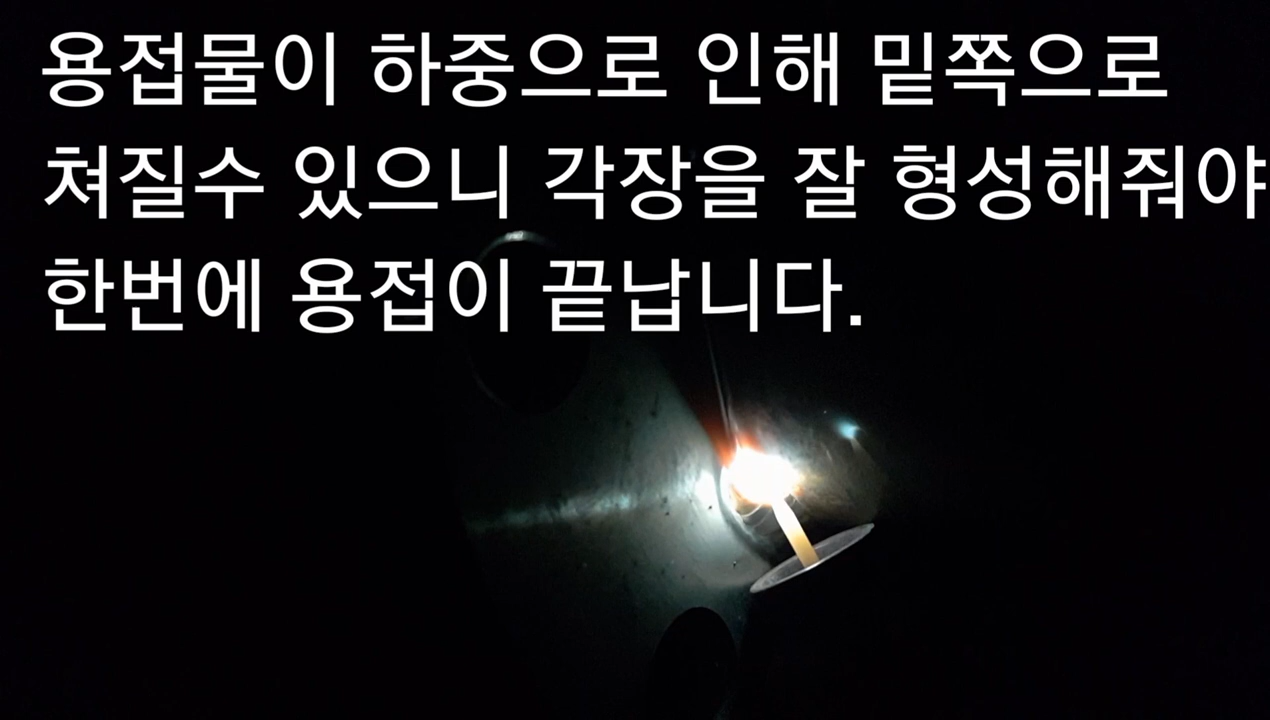 용접물이 하중으로 인해 밑쪽으로
쳐질수 있으니 각장을 잘 형성해줘야
한번에 용접이 끝납니다.